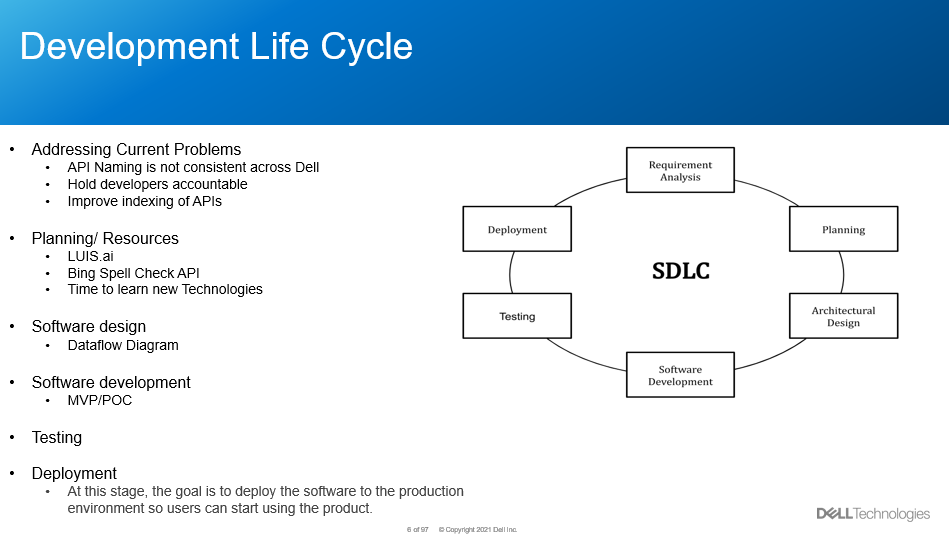 Development Life Cycle
• Addressing Current Problems
• API Naming is not consistent across Dell
• Hold developers accountable
• Improve indexing of APIs
• Planning/ Resources
• LUIS.ai
• Bing Spell Check API
• Time to learn new Technologies
• Software design
• Dataflow Diagram
• Software development
• MVP/POC
• Testing
• Deployment
• At this stage, the goal is to deploy the software to the production
environment so users can start using the product.
Requirement
Analysis
Planning
Architectural
Design
Software
Development
Testing
Deployment
SDLC
6 of 97 © Copyright 2021 Dell Inc.
DELLTechnologies